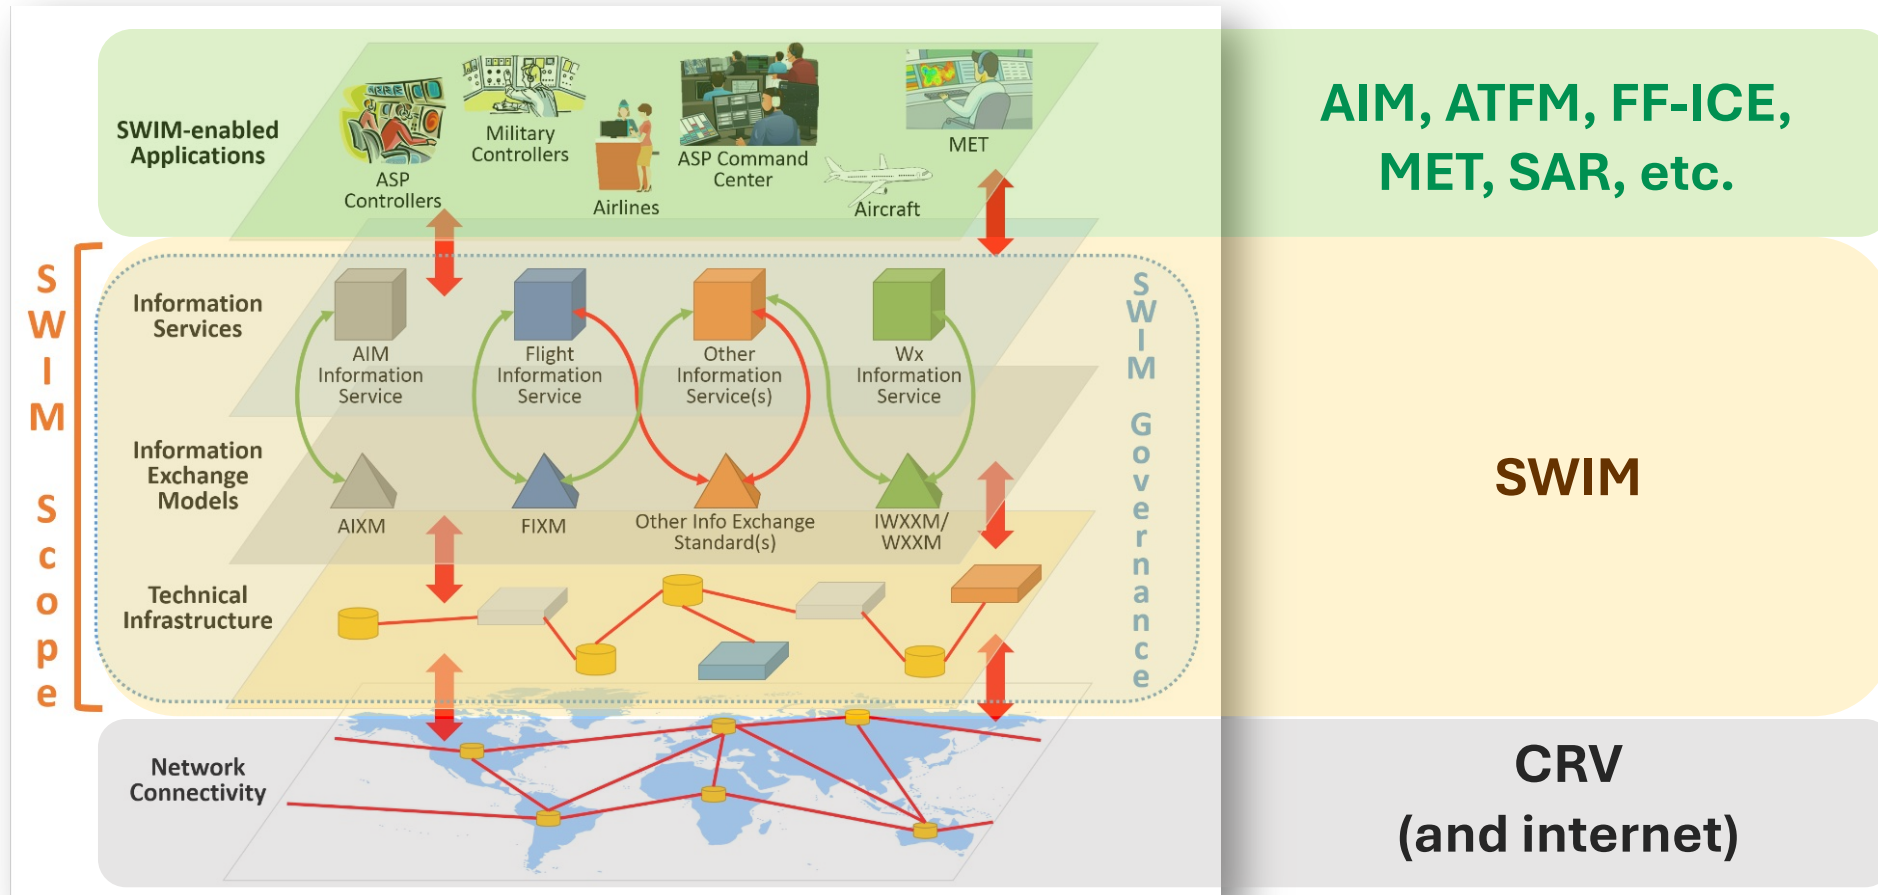 SWIM-enabled
Applications
ASP
Controllers
Military
Controllers
Airlines
ASP Command
Center
Aircraft
MET
AIM, ATFM, FF-ICE,
MET, SAR, etc.
SWIM Scope
Information
Services
AIM
Information
Service
Flight
Information
Service
Other
Information
Service(s)
Wx
Information
Service
SWIM Governance
Information
Exchange
Models
AIXM
FIXM
Other Info Exchange
Standard(s)
IWXXM/
WXXM
SWIM
Technical
Infrastructure
Network
Connectivity
CRV
(and internet)